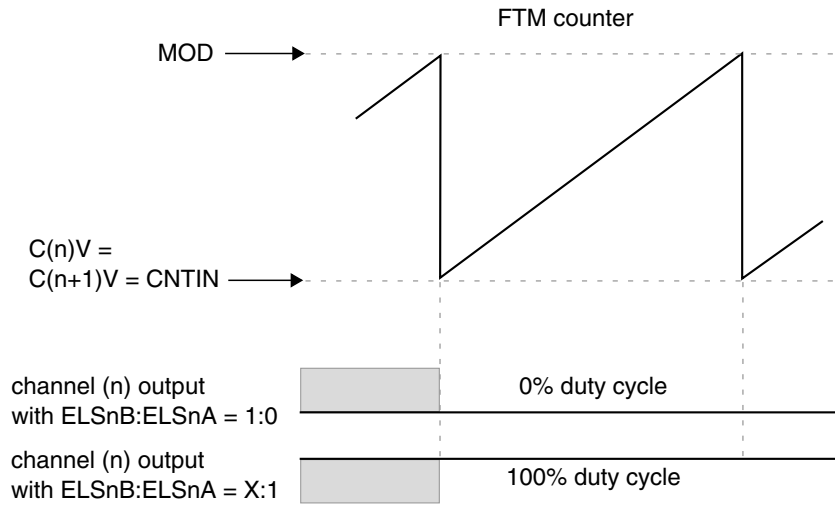 FTM counter
MOD
C(n)V =
C(n+1)V = CNTIN
channel (n) output
with ELSnB:ELSnA = 1:0
0% duty cycle
channel (n) output
with ELSnB:ELSnA = X:1
100% duty cycle